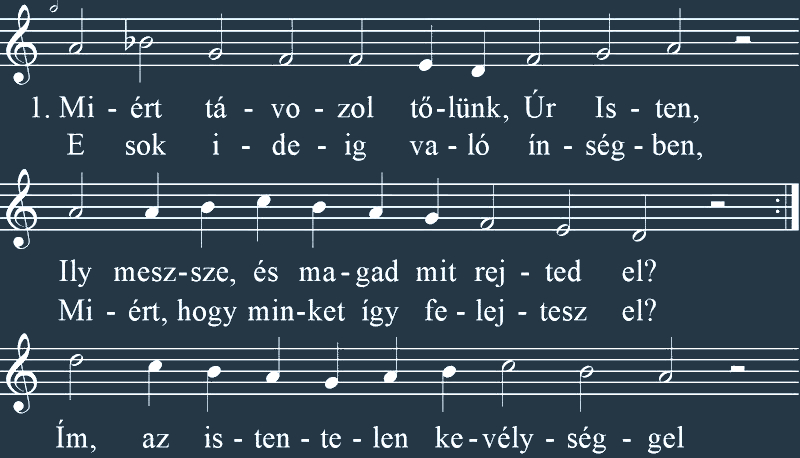 1. Mi - ért tá - vo - zol tő-lünk, Úr Is - ten,
E sok i - de - ig va - ló ín - ség - ben,
Ily mesz-sze, és ma - gad mit rej - ted el?
Mi - ért, hogy min-ket így fe - lej - tesz el?
Ím, az is - ten - te - len ke - vély - ség - gel